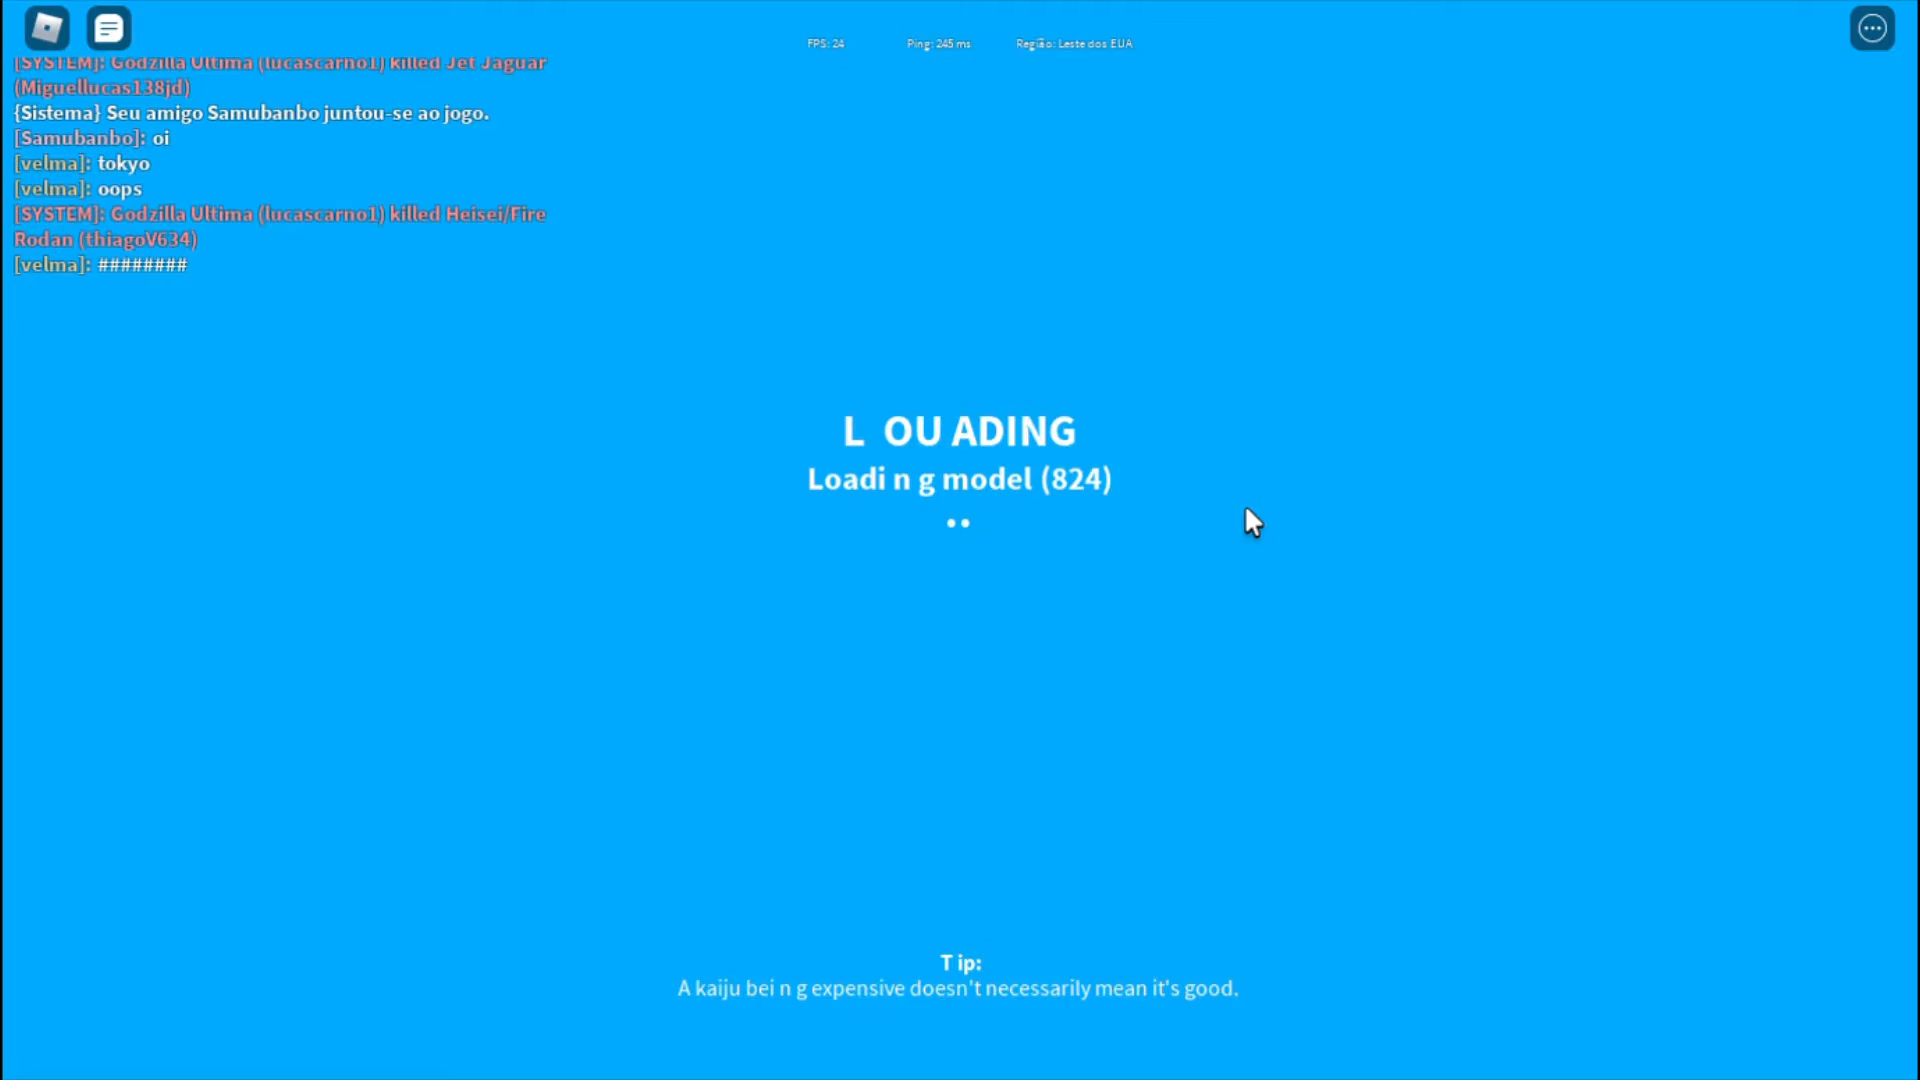 FPS: 24 Ping: 245 ms Região: Leste dos EUA
[SYSTEM]: Godzilla Ultima (lucascarno1) killed Jet Jaguar
(Miguellucas138jd)
{Sistema} Seu amigo Samubanbo juntou-se ao jogo.
[Samubanbo]: oi
[velma]: tokyo
[velma]: oops
[SYSTEM]: Godzilla Ultima (lucascarno1) killed Heisei/Fire
Rodan (thiagoV634)
[velma]: ########
L OU ADING
Loadi n g model (824)
••
T ip:
A kaiju bei n g expensive doesn't necessarily mean it's good.